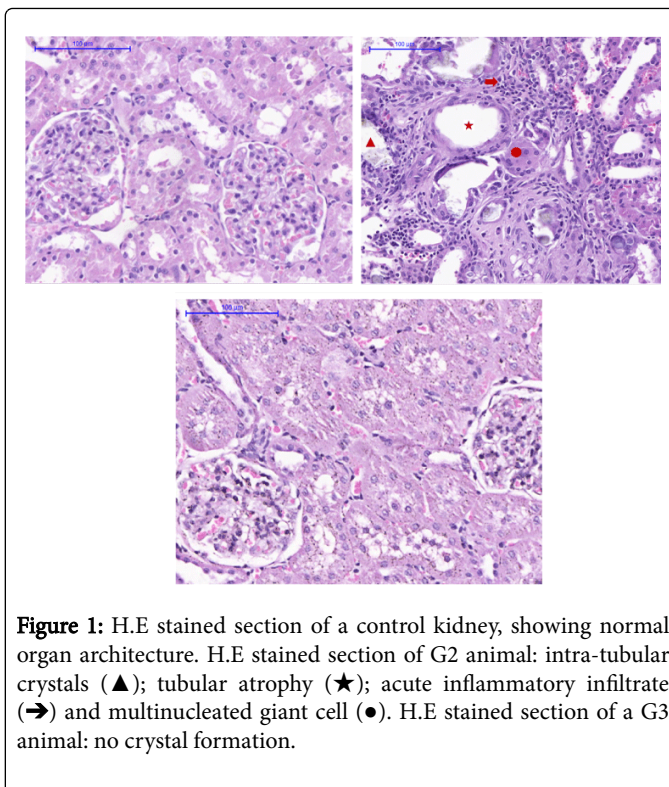 100 µm
100 µm
100 µm
Figure 1: H.E stained section of a control kidney, showing normal
organ architecture. H.E stained section of G2 animal: intra-tubular
crystals (▲); tubular atrophy (★); acute inflammatory infiltrate
(➔) and multinucleated giant cell (●). H.E stained section of a G3
animal: no crystal formation.